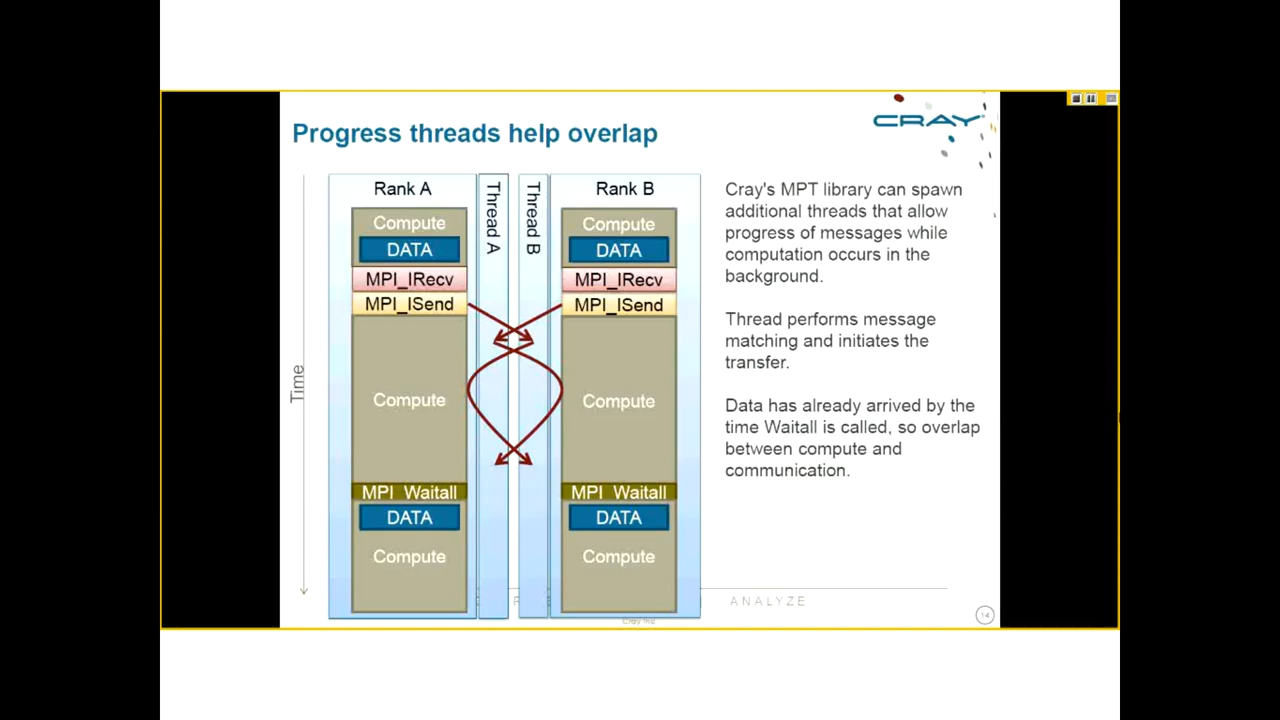 Progress threads help overlap
CRAY
Rank A
Thread A
Thread B
Rank B
Compute
DATA
MPI_IRecv
MPI_ISend
Compute
MPI_Waitall
DATA
Compute
Compute
DATA
MPI_IRecv
MPI_ISend
Compute
MPI_Waitall
DATA
Compute
Time
Cray's MPT library can spawn
additional threads that allow
progress of messages while
computation occurs in the
background.
Thread performs message
matching and initiates the
transfer.
Data has already arrived by the
time Waitall is called, so overlap
between compute and
communication.
ANALYZE
Cray Inc
14